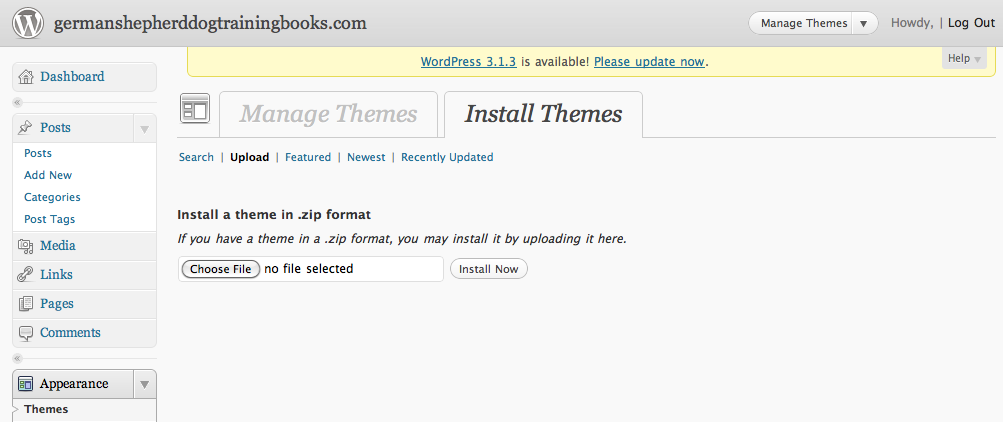 germanshepherddogtrainingbooks.com
Manage Themes
Howdy, | Log Out
WordPress 3.1.3 is available! Please update now.
Help
Dashboard
Posts
Posts
Add New
Categories
Post Tags
Media
Links
Pages
Comments
Appearance
Themes
Manage Themes
Install Themes
Search | Upload | Featured | Newest | Recently Updated
Install a theme in .zip format
If you have a theme in a .zip format, you may install it by uploading it here.
Choose File no file selected
Install Now